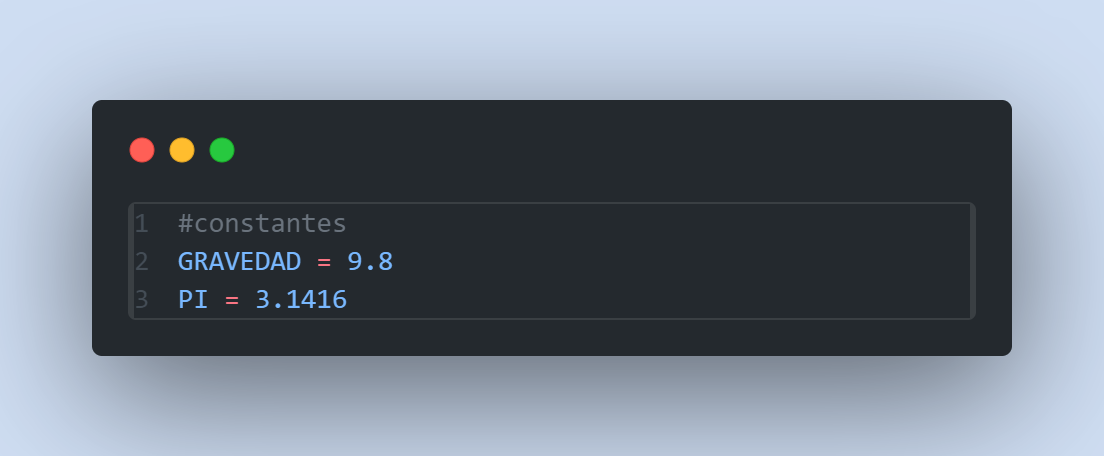 1 #constantes
2 GRAVEDAD = 9.8
3 PI = 3.1416